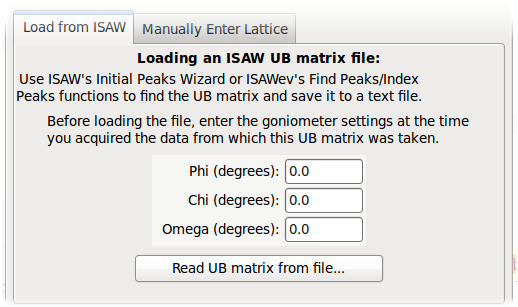 Load from ISAW Manually Enter Lattice
Loading an ISAW UB matrix file:
Use ISAW's Initial Peaks Wizard or ISAWev's Find Peaks/Index
Peaks functions to find the UB matrix and save it to a text file.
Before loading the file, enter the goniometer settings at the time
you acquired the data from which this UB matrix was taken.
Phi (degrees): 0.0
Chi (degrees): 0.0
Omega (degrees): 0.0
Read UB matrix from file...